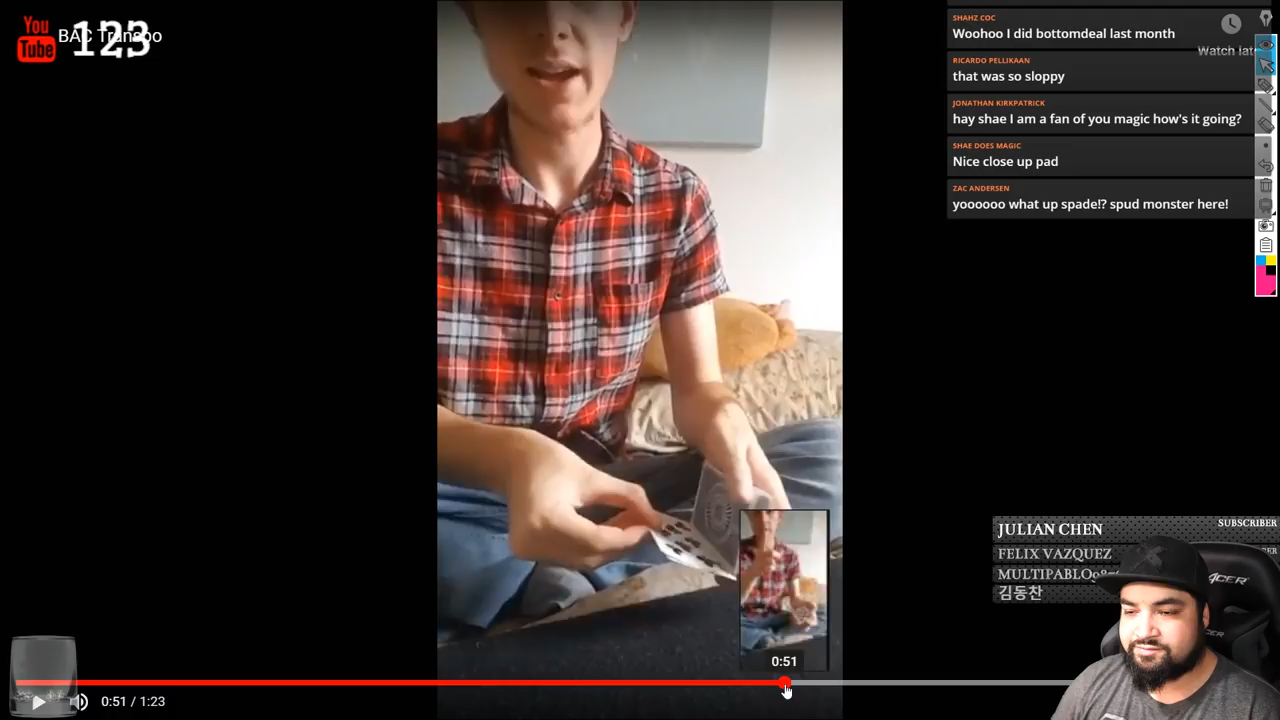 You
Tube
123
BAC Transpo
SHAHZ COC
Woohoo I did bottomdeal last month
Watch late
RICARDO PELLIKAAN
that was so sloppy
JONATHAN KIRKPATRICK
hay shae I am a fan of you magic how's it going?
SHAE DOES MAGIC
Nice close up pad
ZAC ANDERSEN
yoooooo what up spade!? spud monster here!
JULIAN CHEN
SUBSCRIBER
FELIX VAZQUEZ
김동찬
0:51
0:51 / 1:23